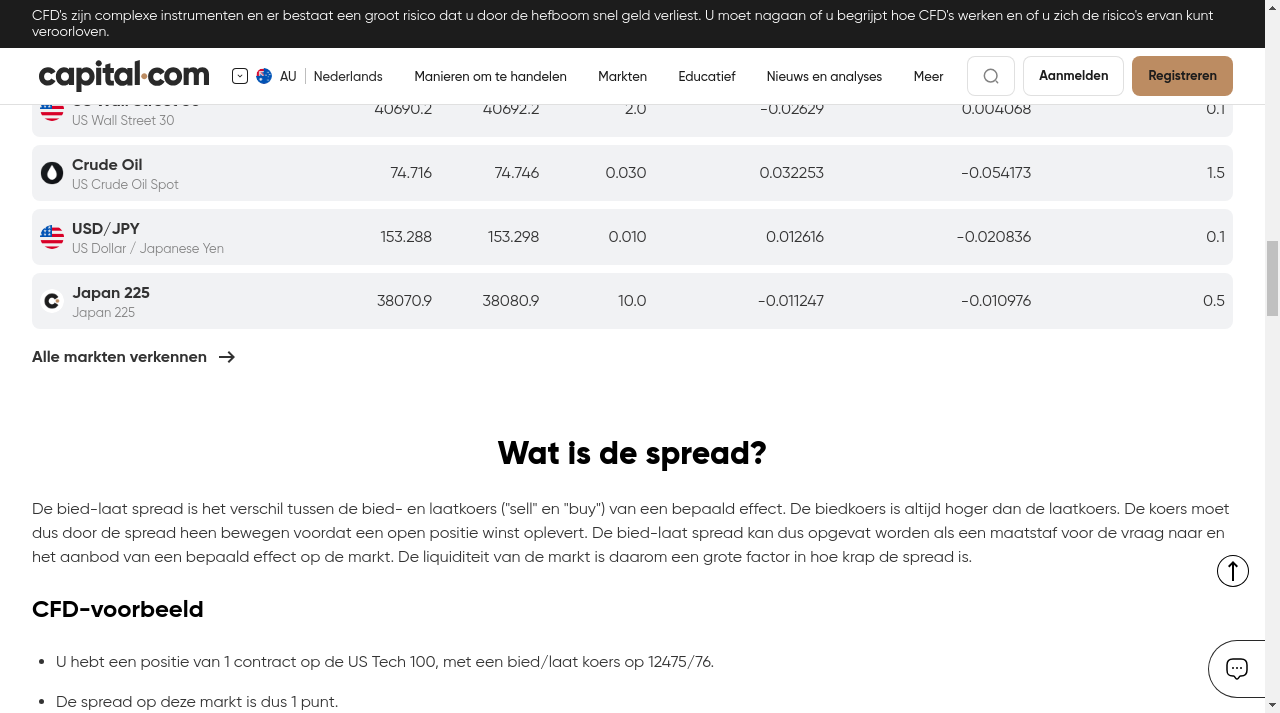 CFD's zijn complexe instrumenten en er bestaat een groot risico dat u door de hefboom snel geld verliest. U moet nagaan of u begrijpt hoe CFD's werken en of u zich de risico's ervan kunt
veroorloven.
capital.com
AU
Nederlands
Manieren om te handelen
Markten
Educatief
Nieuws en analyses
Meer
Aanmelden
Registreren
US Wall Street 30 40690.2 40692.2 2.0 -0.02629 0.004068 0.1
US Wall Street 30
Crude Oil
US Crude Oil Spot
74.716 74.746 0.030 0.032253 -0.054173 1.5
USD/JPY
US Dollar / Japanese Yen
153.288 153.298 0.010 0.012616 -0.020836 0.1
Japan 225
Japan 225
38070.9 38080.9 10.0 -0.011247 -0.010976 0.5
Alle markten verkennen
Wat is de spread?
De bied-laat spread is het verschil tussen de bied- en laatkoers ("sell" en "buy") van een bepaald effect. De biedkoers is altijd hoger dan de laatkoers. De koers moet
dus door de spread heen bewegen voordat een open positie winst oplevert. De bied-laat spread kan dus opgevat worden als een maatstaf voor de vraag naar en
het aanbod van een bepaald effect op de markt. De liquiditeit van de markt is daarom een grote factor in hoe krap de spread is.
CFD-voorbeeld
U hebt een positie van 1 contract op de US Tech 100, met een bied/laat koers op 12475/76.
De spread op deze markt is dus 1 punt.